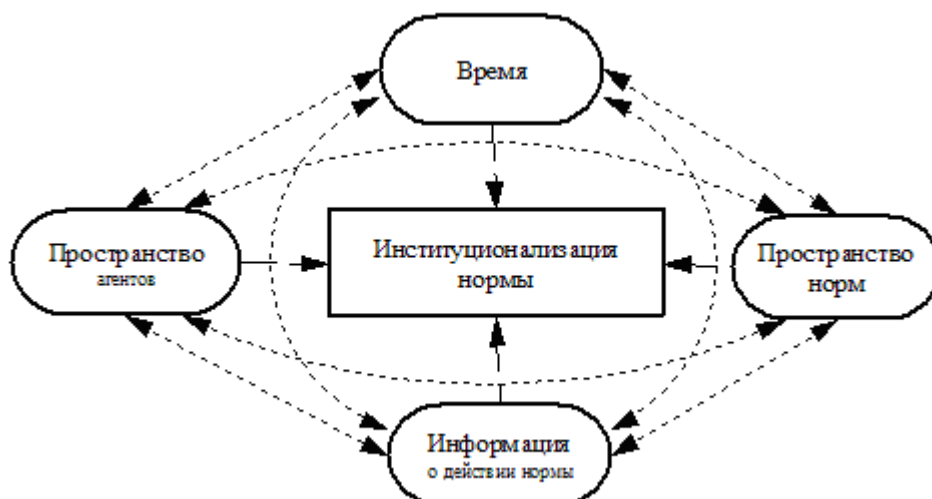 Время
Пространство
агентов
Институционализация
нормы
Пространство
норм
Информация
о действии нормы